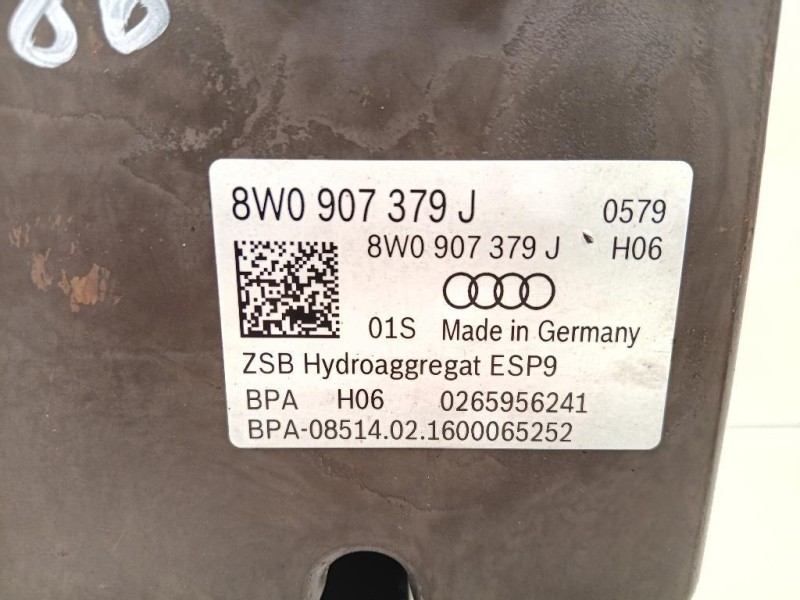 88
8W0 907 379 J 0579
8W0 907 379 J H06
01S Made in Germany
ZSB Hydroaggregat ESP9
BPA H06 0265956241
BPA-08514.02.1600065252